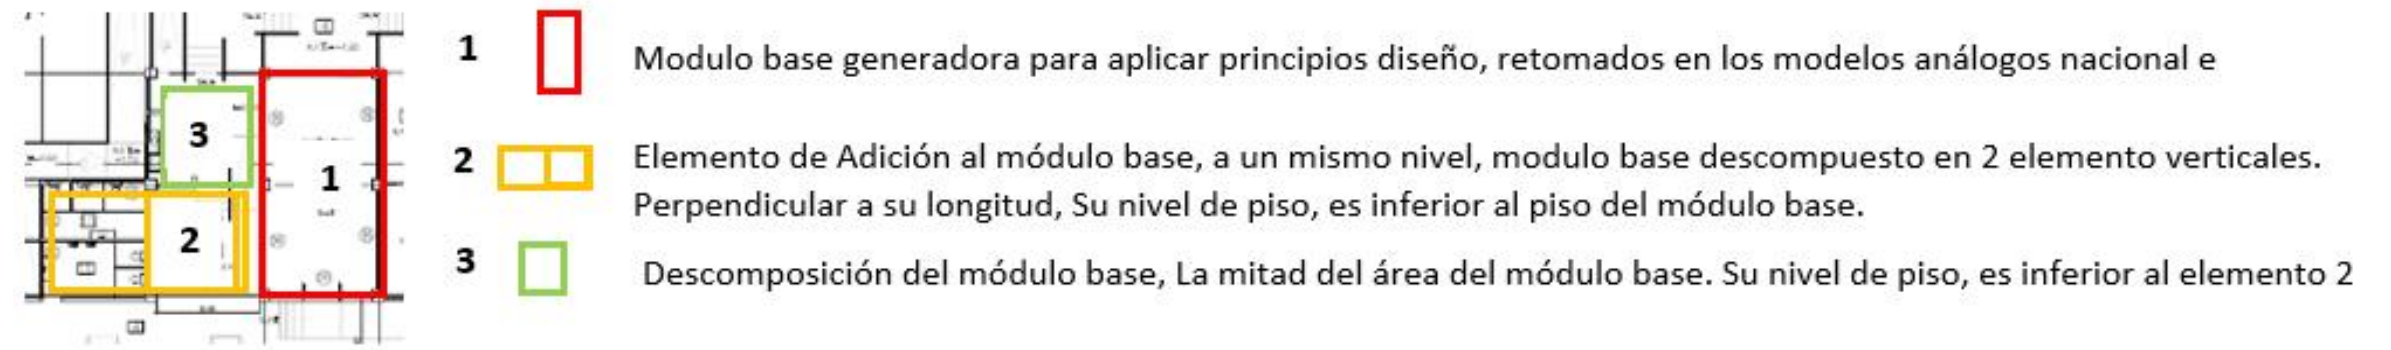 3
1
2
1
Modulo base generadora para aplicar principios diseño, retomados en los modelos análogos nacional e
2
Elemento de Adición al módulo base, a un mismo nivel, modulo base descompuesto en 2 elemento verticales.
Perpendicular a su longitud, Su nivel de piso, es inferior al piso del módulo base.
3
Descomposición del módulo base, La mitad del área del módulo base. Su nivel de piso, es inferior al elemento 2